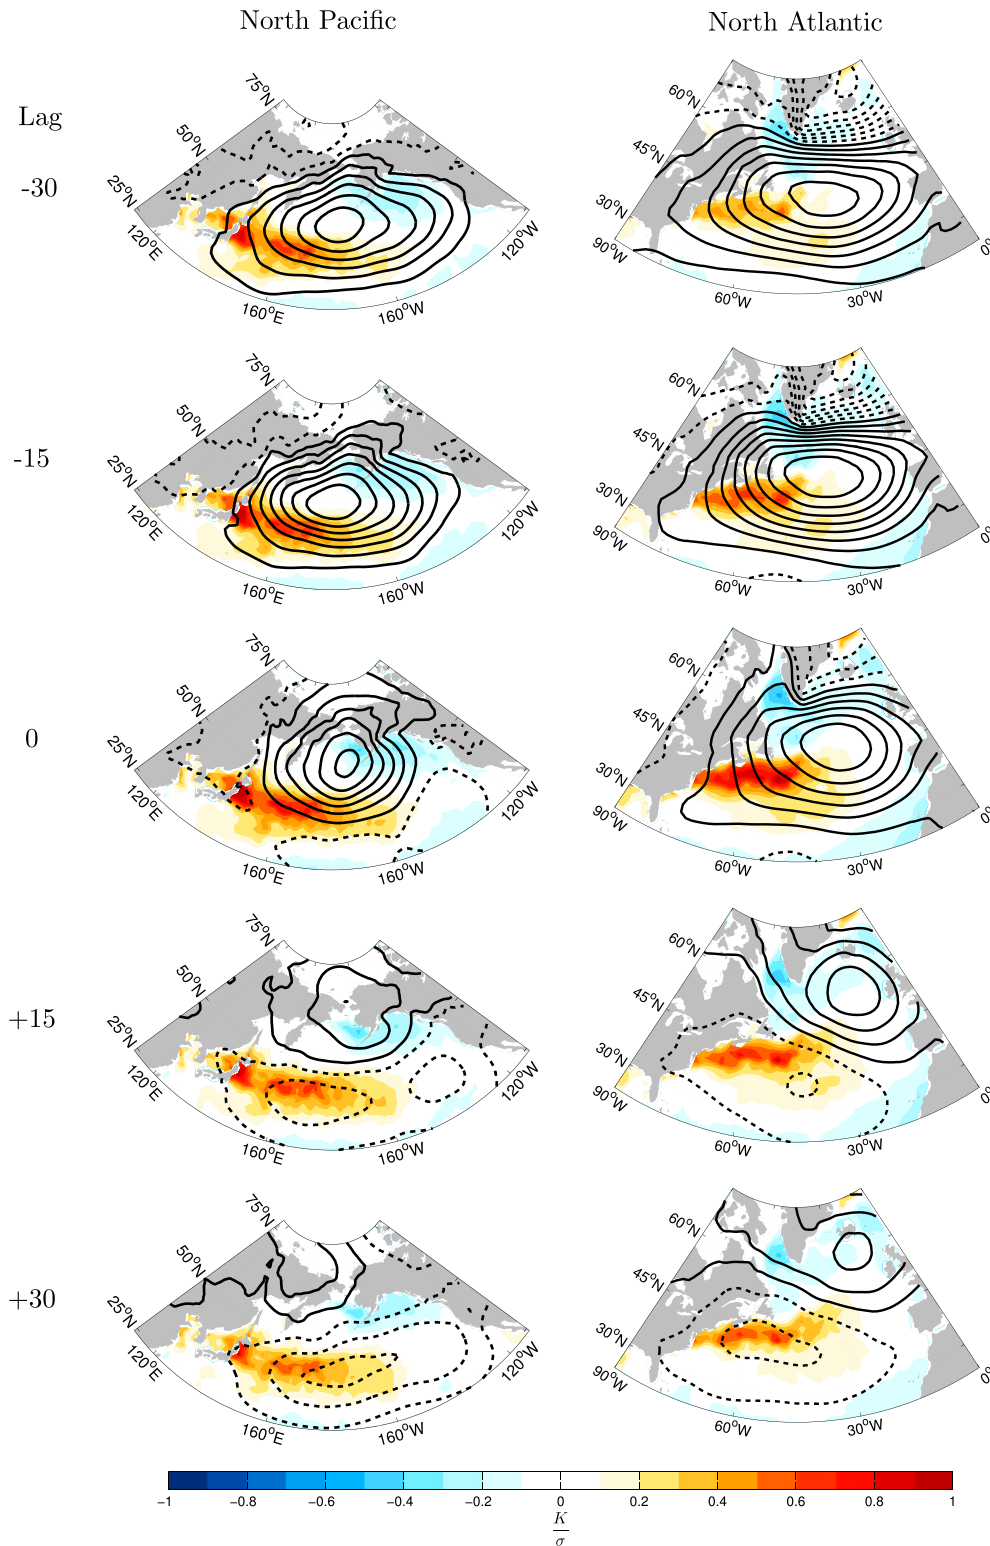 North Pacific North Atlantic
Lag
-30
75°N 50°N 25°N 120°E 160°E 160°W 120°W
60°N 45°N 30°N 90°W 60°W 30°W 0°
-15
75°N 50°N 25°N 120°E 160°E 160°W 120°W
60°N 45°N 30°N 90°W 60°W 30°W 0°
0
75°N 50°N 25°N 120°E 160°E 160°W 120°W
60°N 45°N 30°N 90°W 60°W 30°W 0°
+15
75°N 50°N 25°N 120°E 160°E 160°W 120°W
60°N 45°N 30°N 90°W 60°W 30°W 0°
+30
75°N 50°N 25°N 120°E 160°E 160°W 120°W
60°N 45°N 30°N 90°W 60°W 30°W 0°
−1 −0.8 −0.6 −0.4 −0.2 0 0.2 0.4 0.6 0.8 1
K
σ